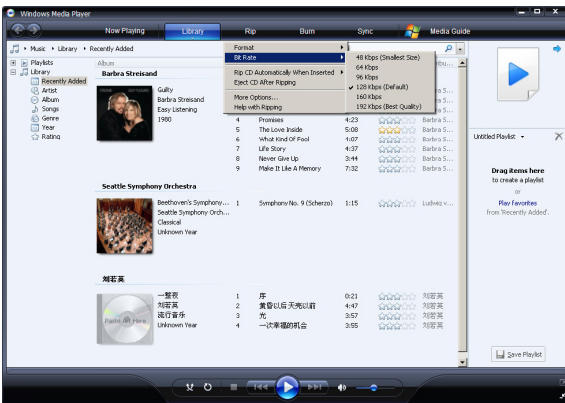 Windows Media Player
Now Playing
Library
Rip
Burn
Sync
Media Guide
Music
Library
Recently Added
Format
Bit Rate
Rip CD Automatically When Inserted
Eject CD After Ripping
More Options...
Help with Ripping
48 Kbps (Smallest Size)
64 Kbps
96 Kbps
128 Kbps (Default)
160 Kbps
192 Kbps (Best Quality)
Playlists
Library
Recently Added
Artist
Album
Songs
Genre
Year
Rating
Album
Barbra Streisand
Guilty
Barbra Streisand
Easy Listening
1980
4 Promises 4:23 Barbra S...
5 The Love Inside 5:08 Barbra S...
6 What Kind Of Fool 4:07 Barbra S...
7 Life Story 4:37 Barbra S...
8 Never Give Up 3:44 Barbra S...
9 Make It Like A Memory 7:32 Barbra S...
Seattle Symphony Orchestra
Beethoven's Symphony... 1 Symphony No. 9 (Scherzo) 1:15 Ludwig v...
Seattle Symphony Orch...
Classical
Unknown Year
刘若英
一整夜 1 序 0:21 刘若英
刘若英 2 黄昏以后天亮以前 4:47 刘若英
流行音乐 3 光 3:57 刘若英
Unknown Year 4 一次幸福的机会 3:55 刘若英
Paste Art Here
Untitled Playlist
Drag items here
to create a playlist
or
Play favorites
from 'Recently Added'.
Save Playlist